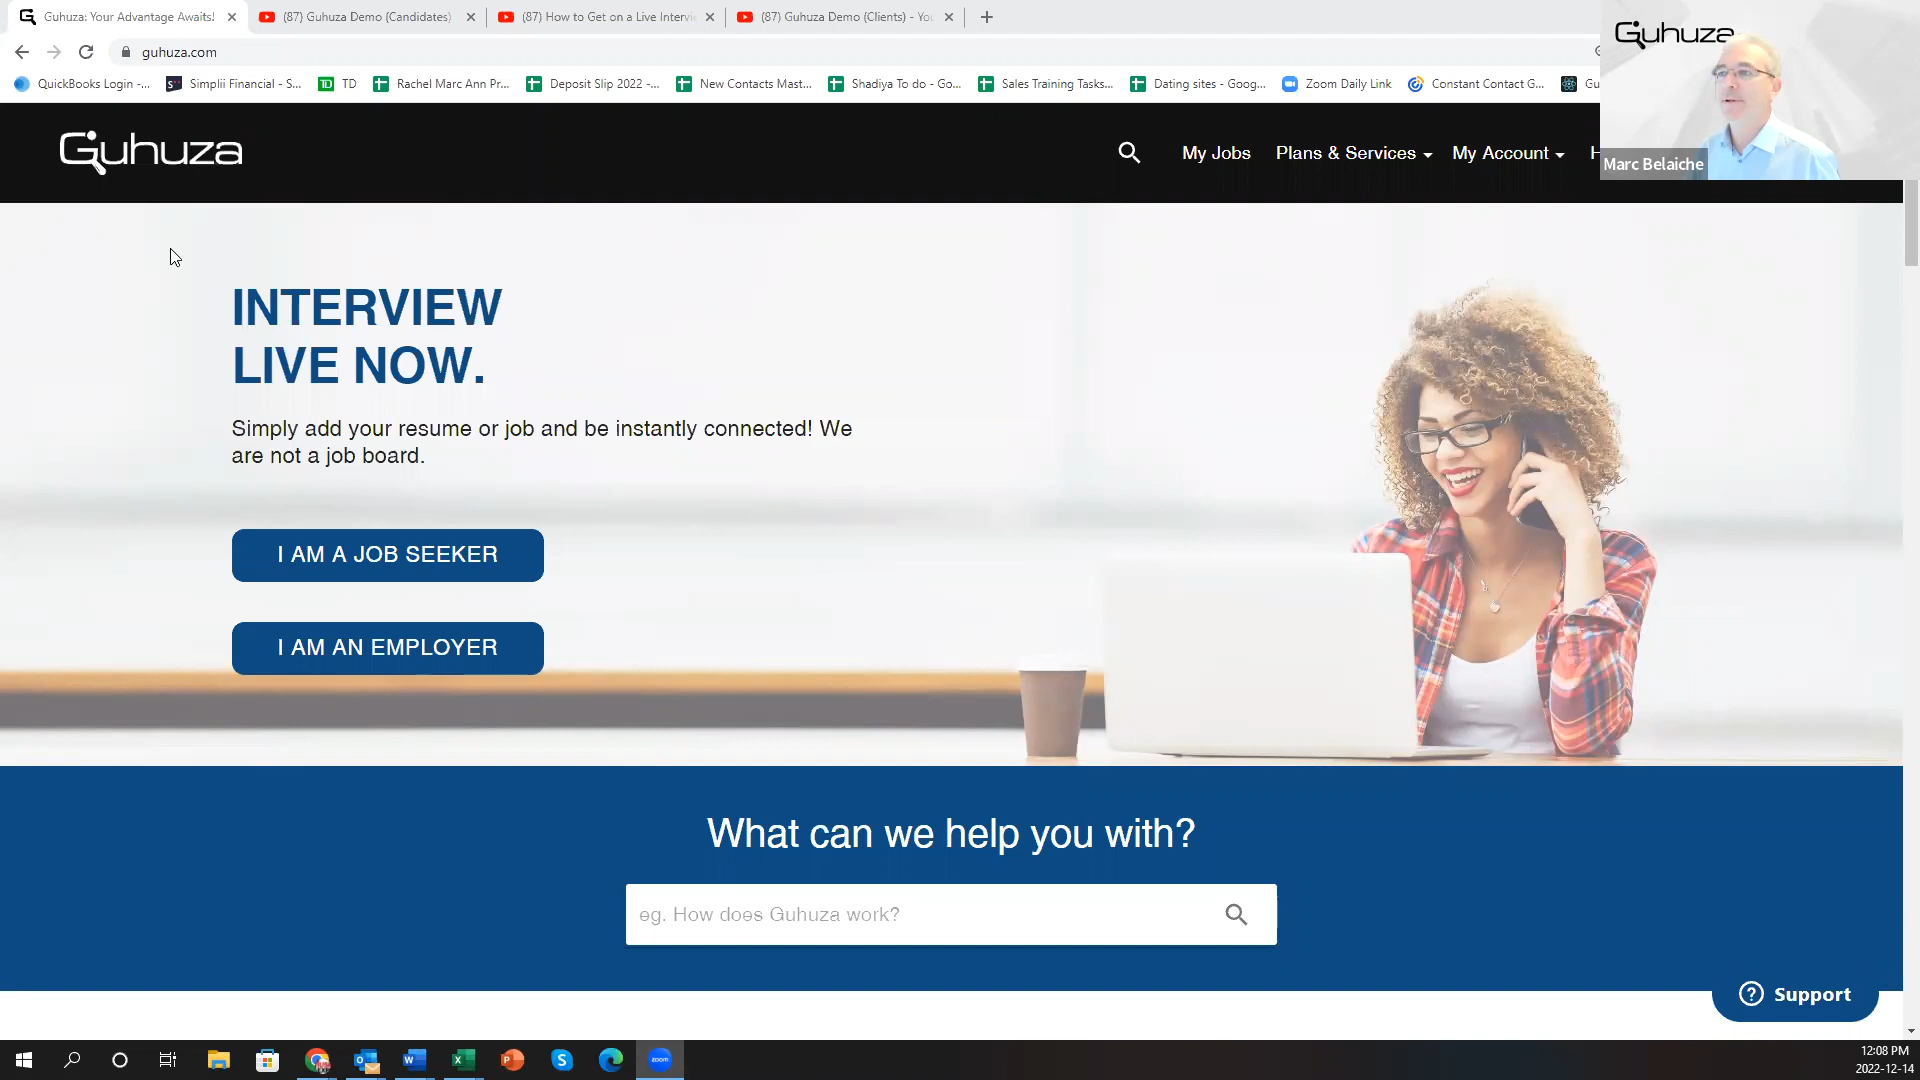 Guhuza: Your Advantage Awaits!
(87) Guhuza Demo (Candidates)
(87) How to Get on a Live Intervi
(87) Guhuza Demo (Clients) - You
guhuza.com
QuickBooks Login -...
Simplii Financial - S...
TD
TD
Rachel Marc Ann Pr...
Deposit Slip 2022 -...
New Contacts Mast...
Shadiya To do - Go...
Sales Training Tasks...
Dating sites - Goog...
Zoom Daily Link
Constant Contact G...
Gu
Guhuza
Marc Belaiche
Guhuza
My Jobs
Plans & Services
My Account
H
INTERVIEW
LIVE NOW.
Simply add your resume or job and be instantly connected! We
are not a job board.
I AM A JOB SEEKER
I AM AN EMPLOYER
What can we help you with?
eg. How does Guhuza work?
Support
zoom
12:08 PM
2022-12-14